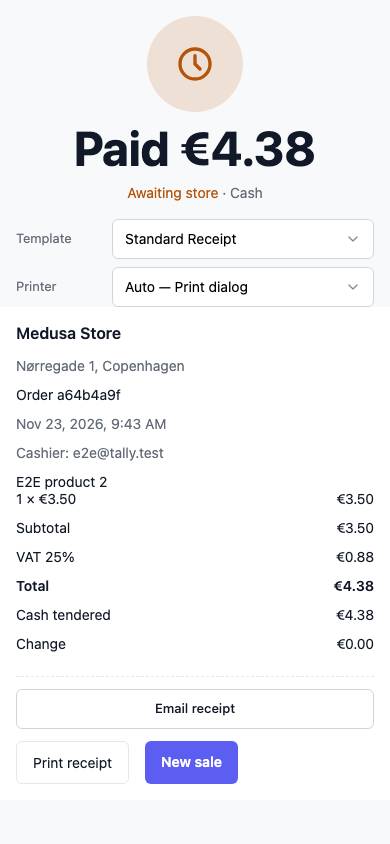 Paid €4.38
Awaiting store · Cash
Template Standard Receipt
Printer Auto — Print dialog
Medusa Store
Nørregade 1, Copenhagen
Order a64b4a9f
Nov 23, 2026, 9:43 AM
Cashier: e2e@tally.test
E2E product 2
1 × €3.50 €3.50
Subtotal €3.50
VAT 25% €0.88
Total €4.38
Cash tendered €4.38
Change €0.00
Email receipt
Print receipt New sale